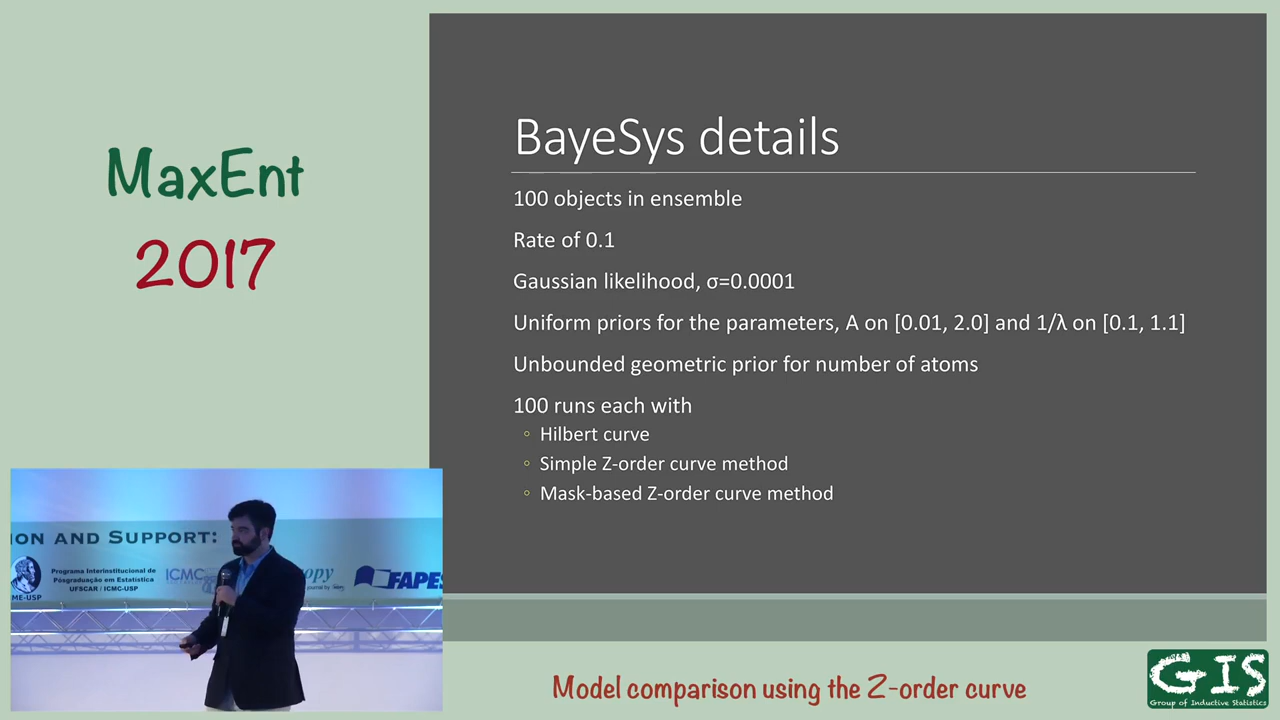 MaxEnt
2017
BayeSys details
100 objects in ensemble
Rate of 0.1
Gaussian likelihood, σ=0.0001
Uniform priors for the parameters, A on [0.01, 2.0] and 1/λ on [0.1, 1.1]
Unbounded geometric prior for number of atoms
100 runs each with
Hilbert curve
Simple Z-order curve method
Mask-based Z-order curve method
ION AND SUPPORT:
ME-USP
Programa Interinstitucional de
Pósgraduação em Estatística
UFSCAR / ICMC-USP
ICMC
opy
FAPES
Model comparison using the Z-order curve
GIS
Group of Inductive Statistics